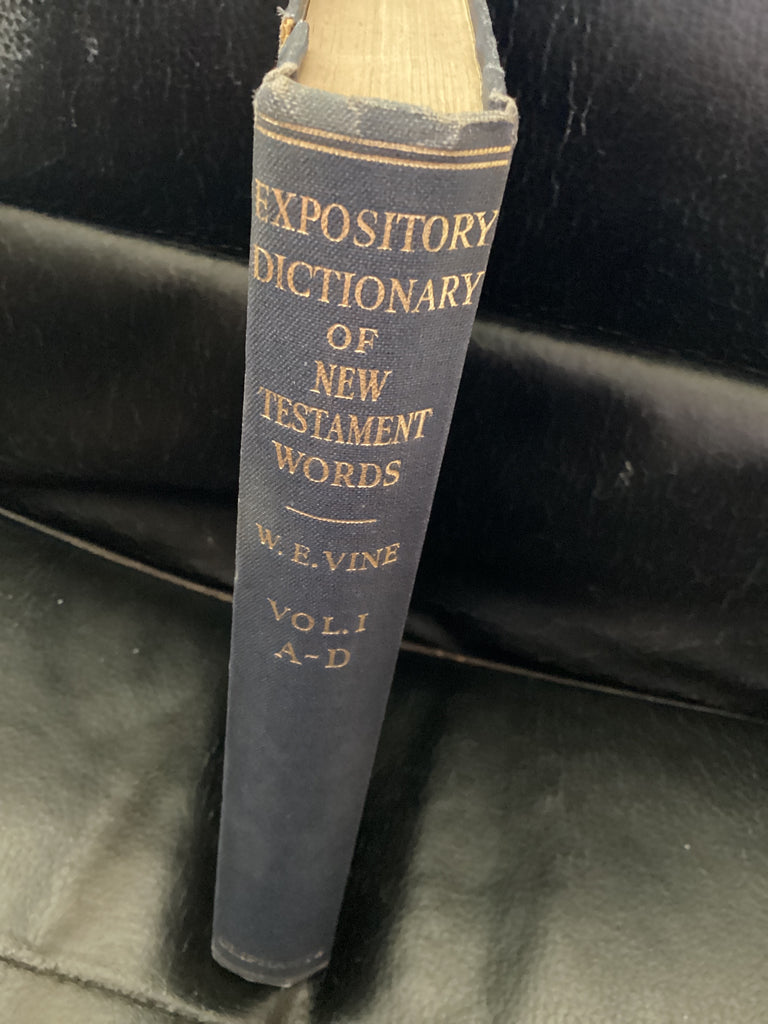 EXPOSITORY
DICTIONARY
OF
NEW
TESTAMENT
WORDS
W. E. VINE
VOL. I
A-D